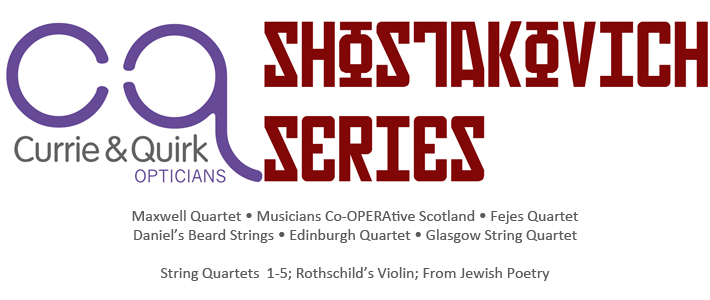 SHOSTAKOVICH
SERIES
cq
Currie & Quirk
OPTICIANS
Maxwell Quartet • Musicians Co-OPERAtive Scotland • Fejes Quartet
Daniel's Beard Strings • Edinburgh Quartet • Glasgow String Quartet
String Quartets  1-5; Rothschild's Violin; From Jewish Poetry